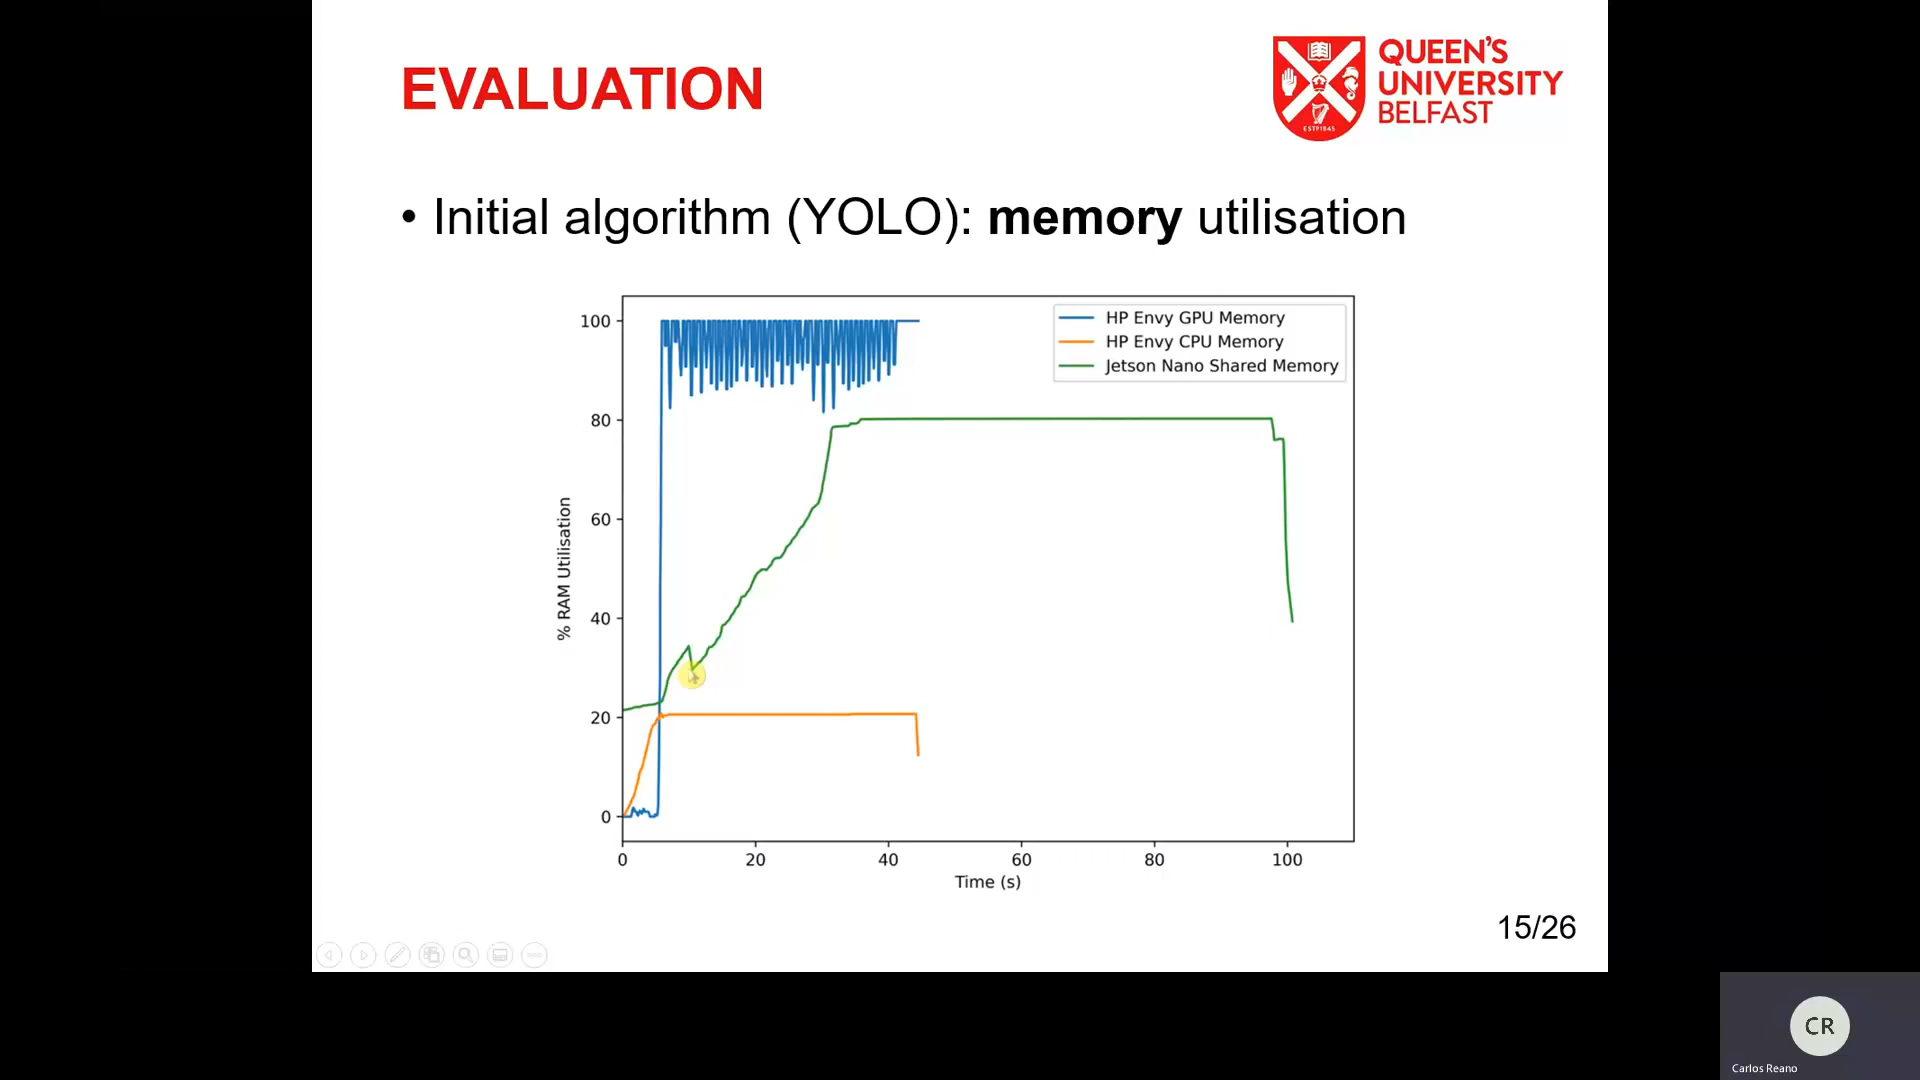 EVALUATION
QUEEN'S
UNIVERSITY
BELFAST
ESTD1845
• Initial algorithm (YOLO): memory utilisation
HP Envy GPU Memory
HP Envy CPU Memory
Jetson Nano Shared Memory
% RAM Utilisation
100
80
60
40
20
0
0 20 40 60 80 100
Time (s)
15/26
CR
Carlos Reano